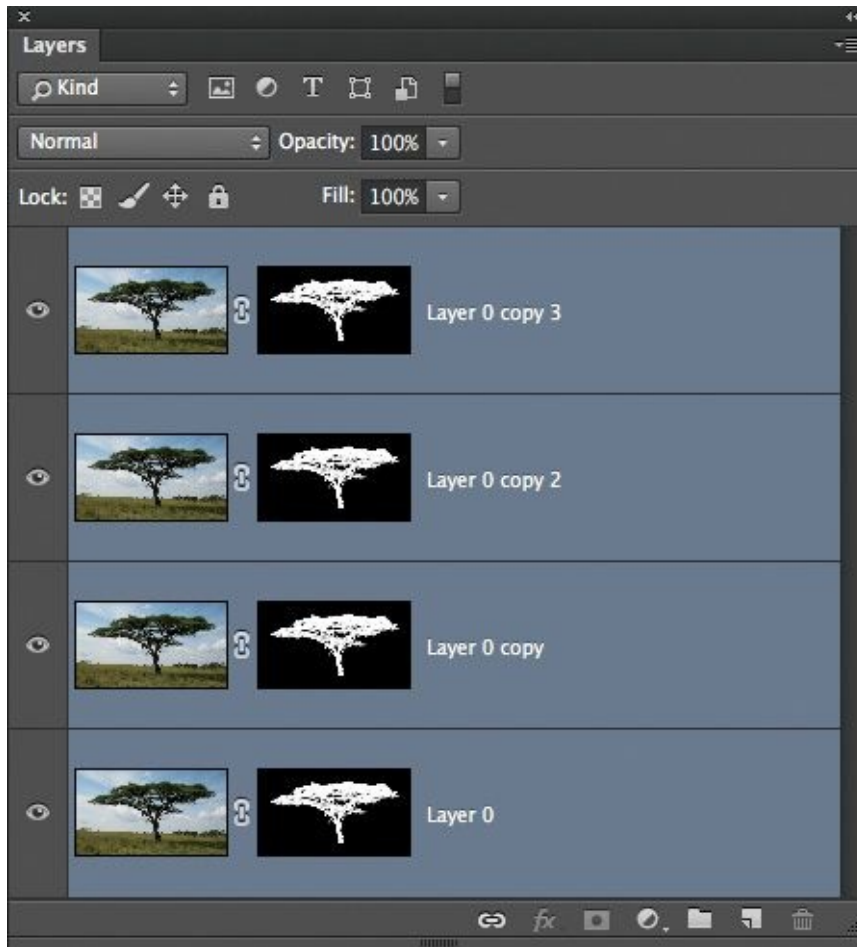 Layers
Kind
Normal Opacity: 100%
Lock: Fill: 100%
Layer 0 copy 3
Layer 0 copy 2
Layer 0 copy
Layer 0